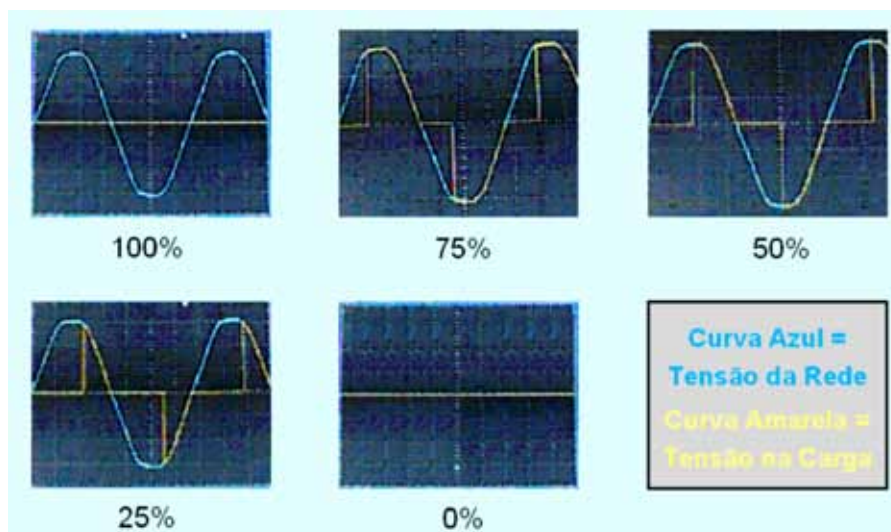 100%
75%
50%
25%
0%
Curva Azul =
Tensão da Rede
Curva Amarela =
Tensão na Carga